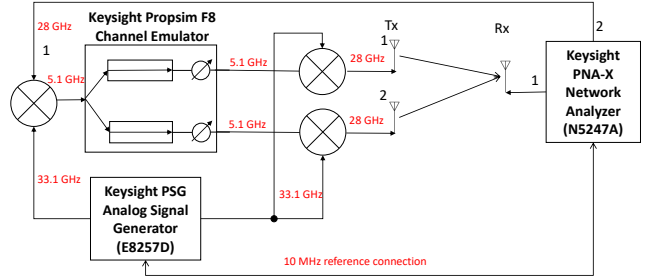 Keysight Propsim F8
Channel Emulator
28 GHz
1
5.1 GHz
5.1 GHz
5.1 GHz
28 GHz
28 GHz
Tx
1
2
Rx
1
2
Keysight
PNA-X
Network
Analyzer
(N5247A)
33.1 GHz
33.1 GHz
Keysight PSG
Analog Signal
Generator
(E8257D)
10 MHz reference connection